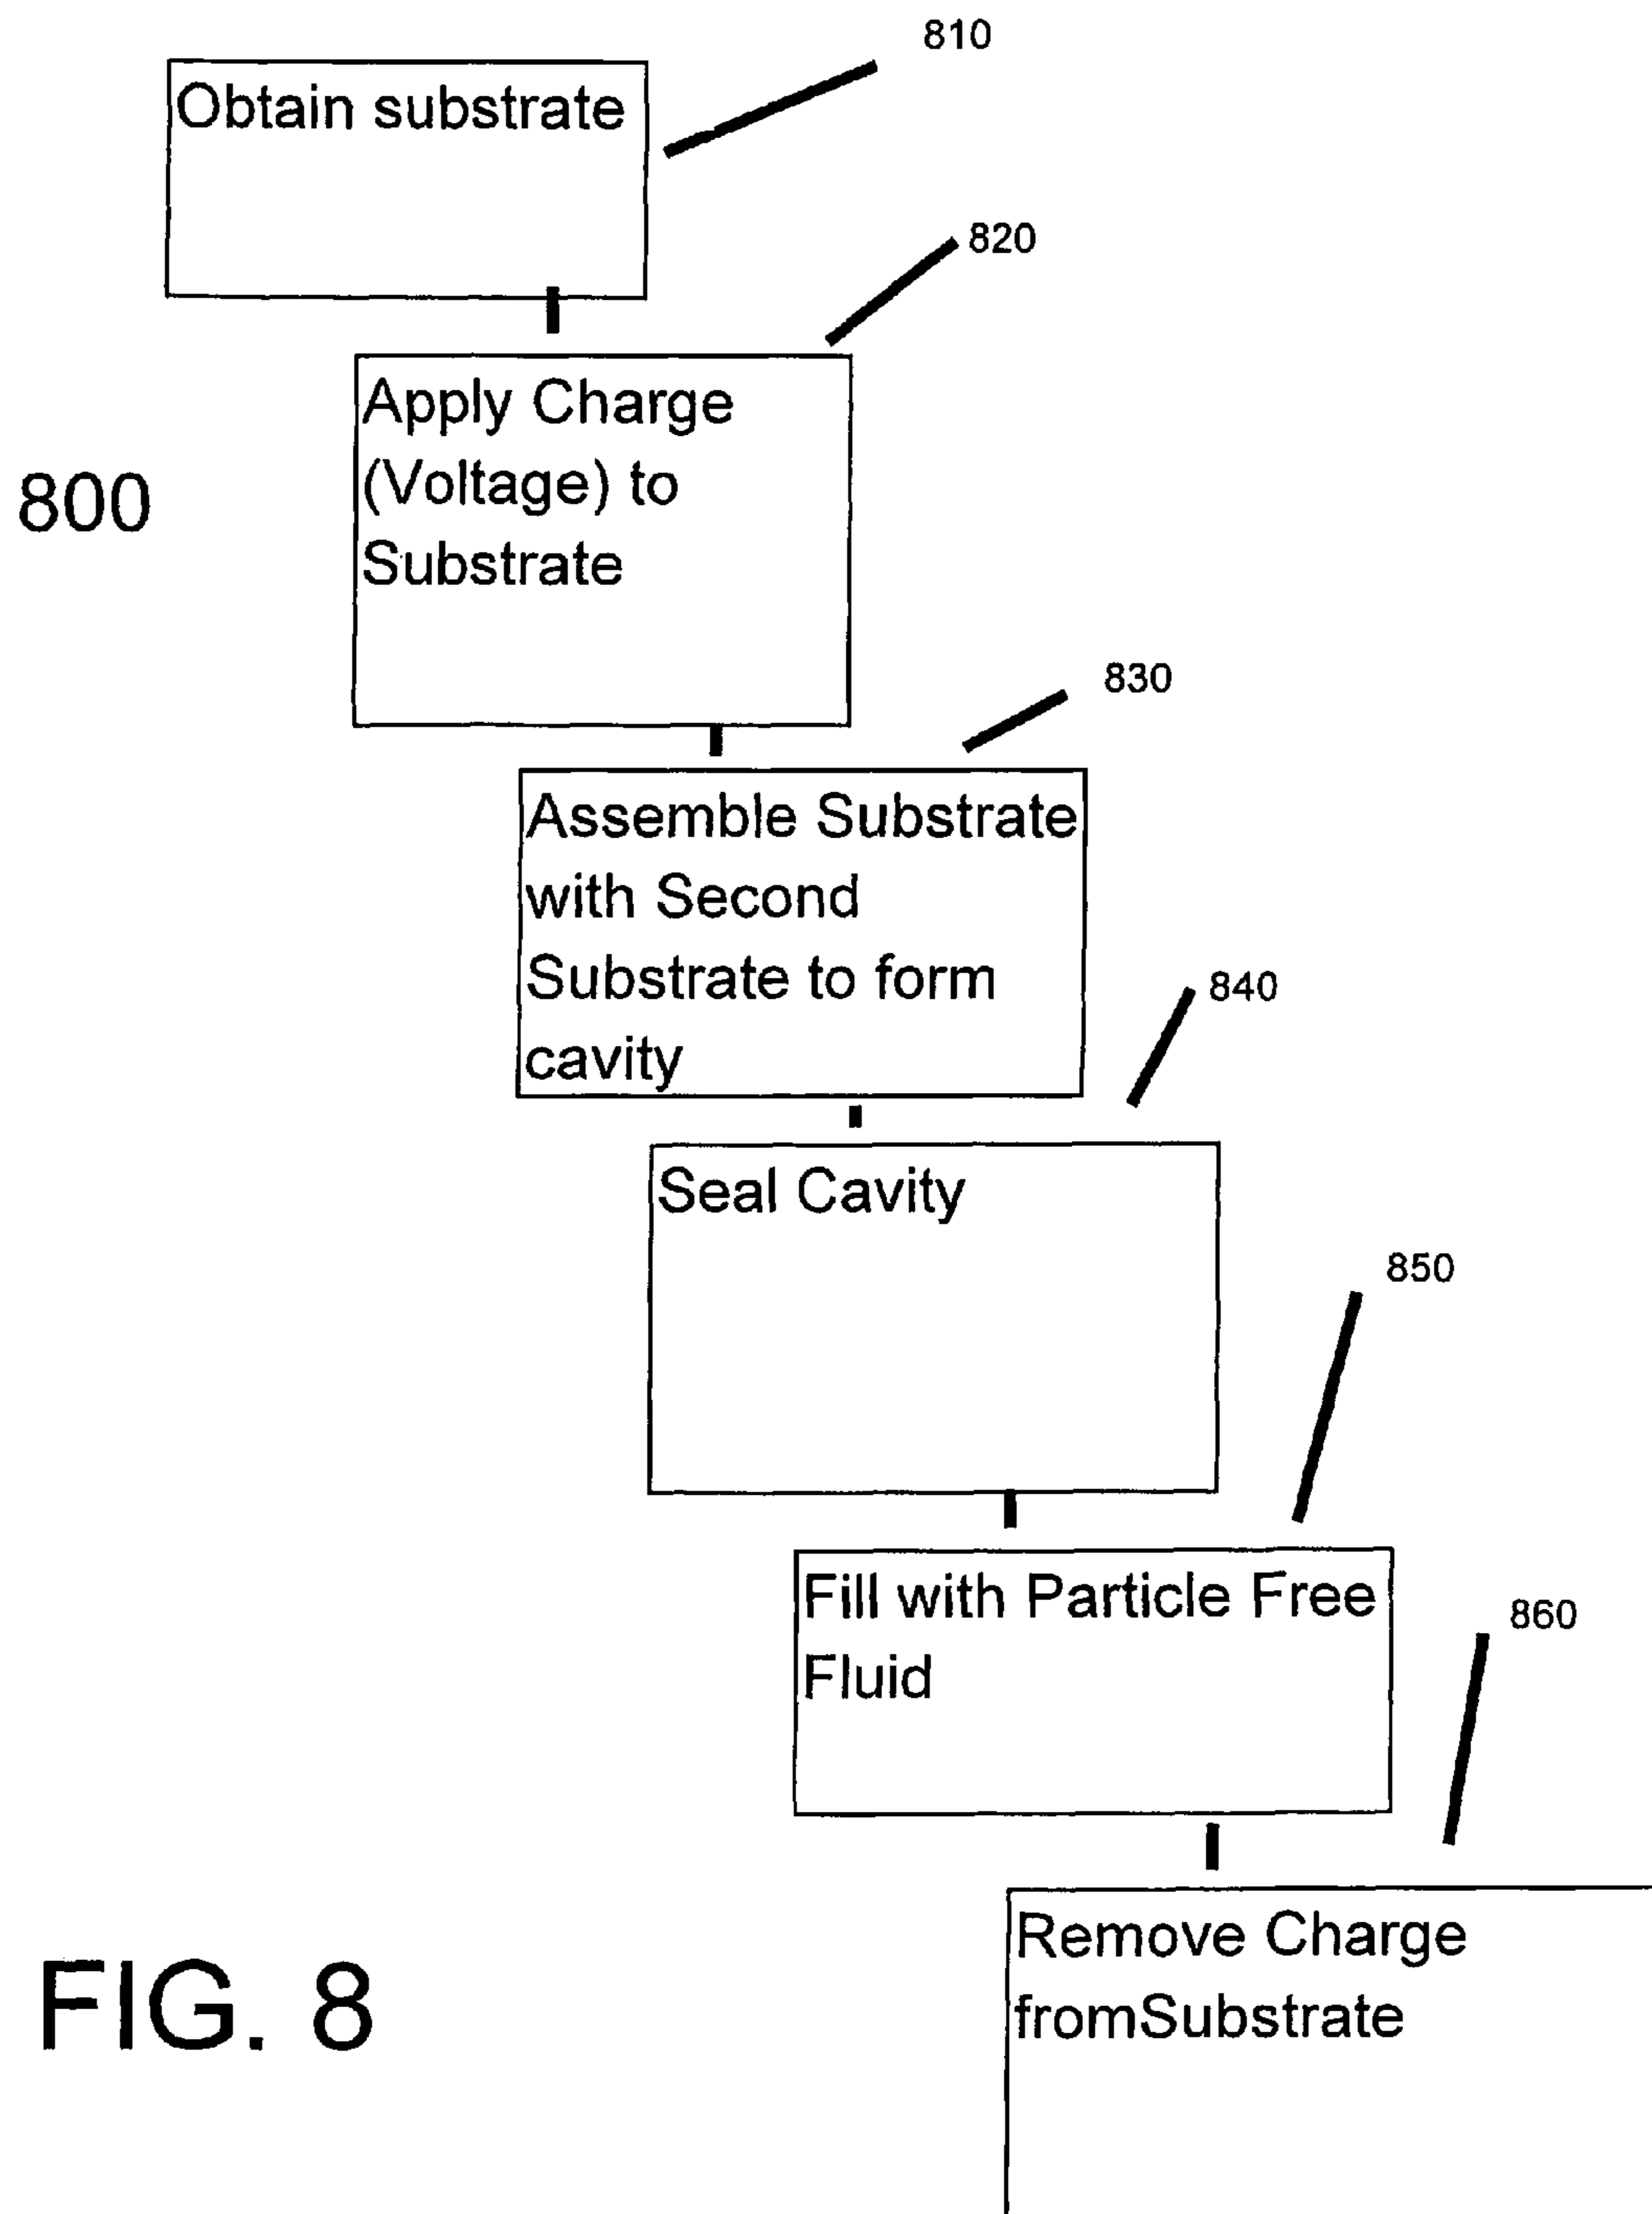 810
Obtain substrate
820
Apply Charge
(Voltage) to
Substrate
800
830
Assemble Substrate
with Second
Substrate to form
cavity
840
Seal Cavity
850
Fill with Particle Free
Fluid
860
Remove Charge
fromSubstrate
FIG. 8